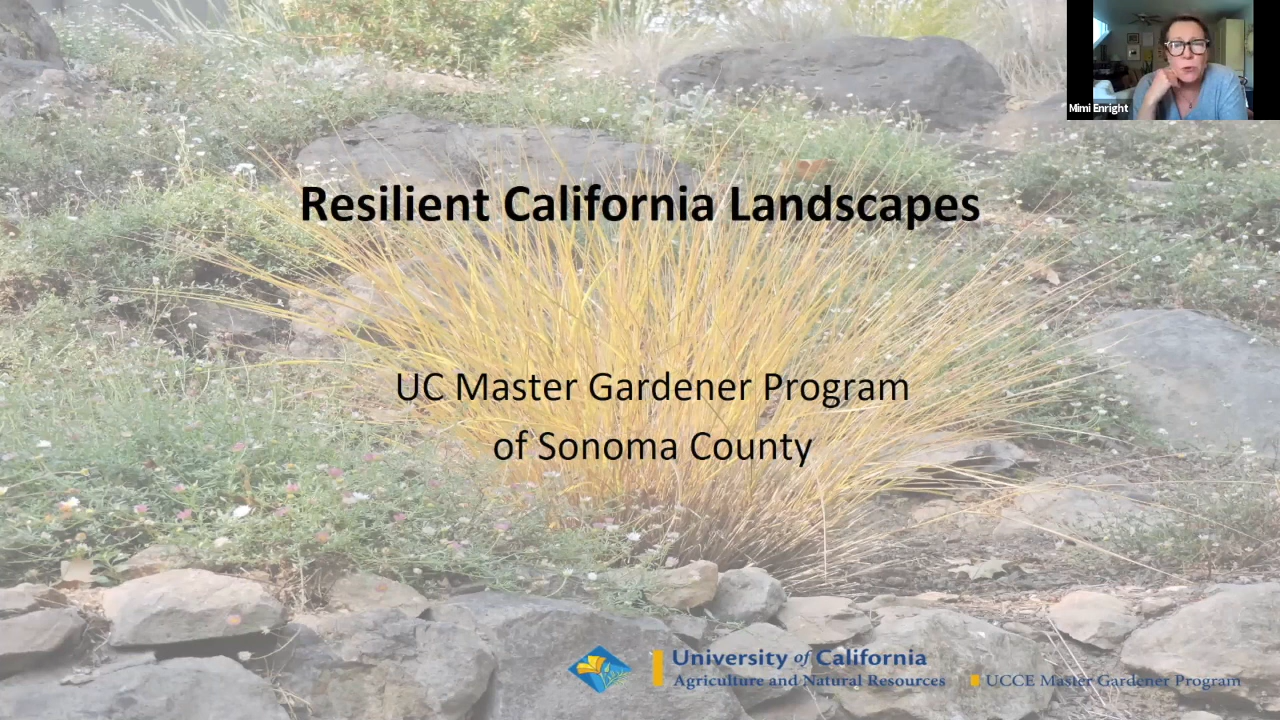 Mimi Enright
Resilient California Landscapes
UC Master Gardener Program
of Sonoma County
University of California
Agriculture and Natural Resources
UCCE Master Gardener Program